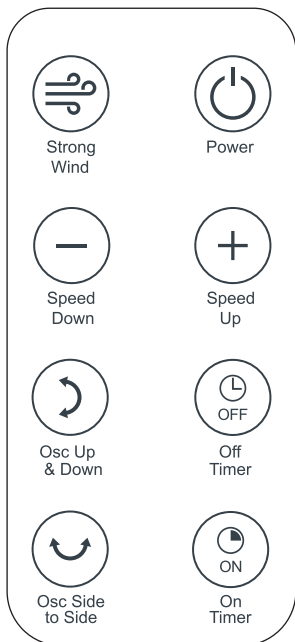 Strong
Wind
Power
Speed
Down
Speed
Up
Osc Up
& Down
OFF
Off
Timer
Osc Side
to Side
ON
On
Timer